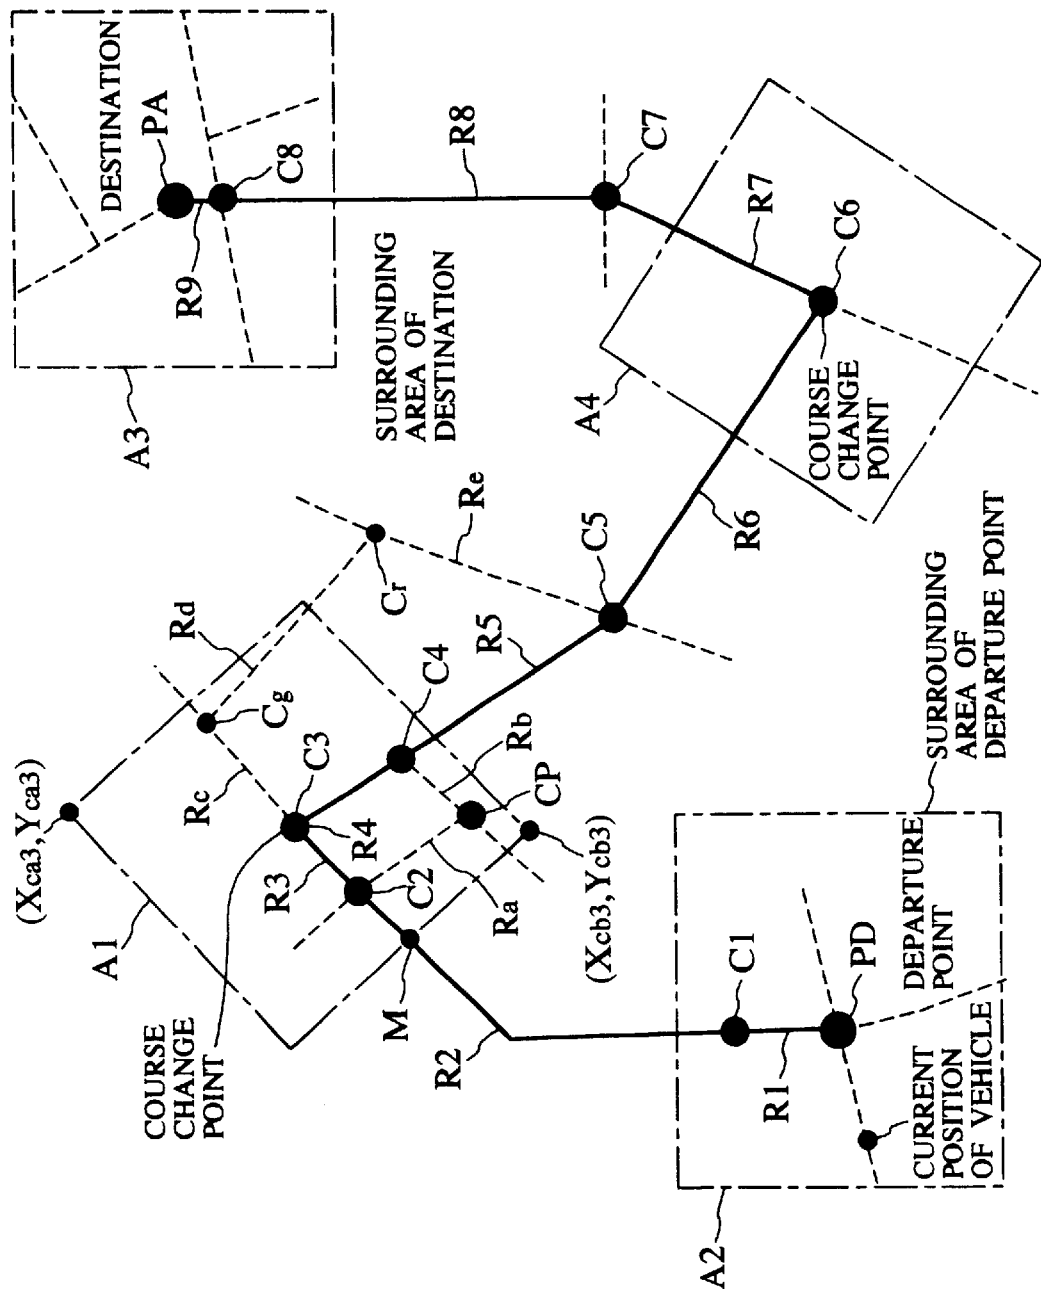 (Xca3,Yca3)
A1
COURSE
CHANGE
POINT
Rc
Cg
Rd
Cr
Re
C3
R3
R4
C4
R5
C5
C2
Ra
Rb
CP
(Xcb3,Ycb3)
M
R2
A2
C1
R1
PD
DEPARTURE
POINT
CURRENT
POSITION
OF VEHICLE
SURROUNDING
AREA OF
DEPARTURE POINT
R6
A4
COURSE
CHANGE
POINT
C6
R7
C7
R8
A3
SURROUNDING
AREA OF
DESTINATION
DESTINATION
PA
R9
C8